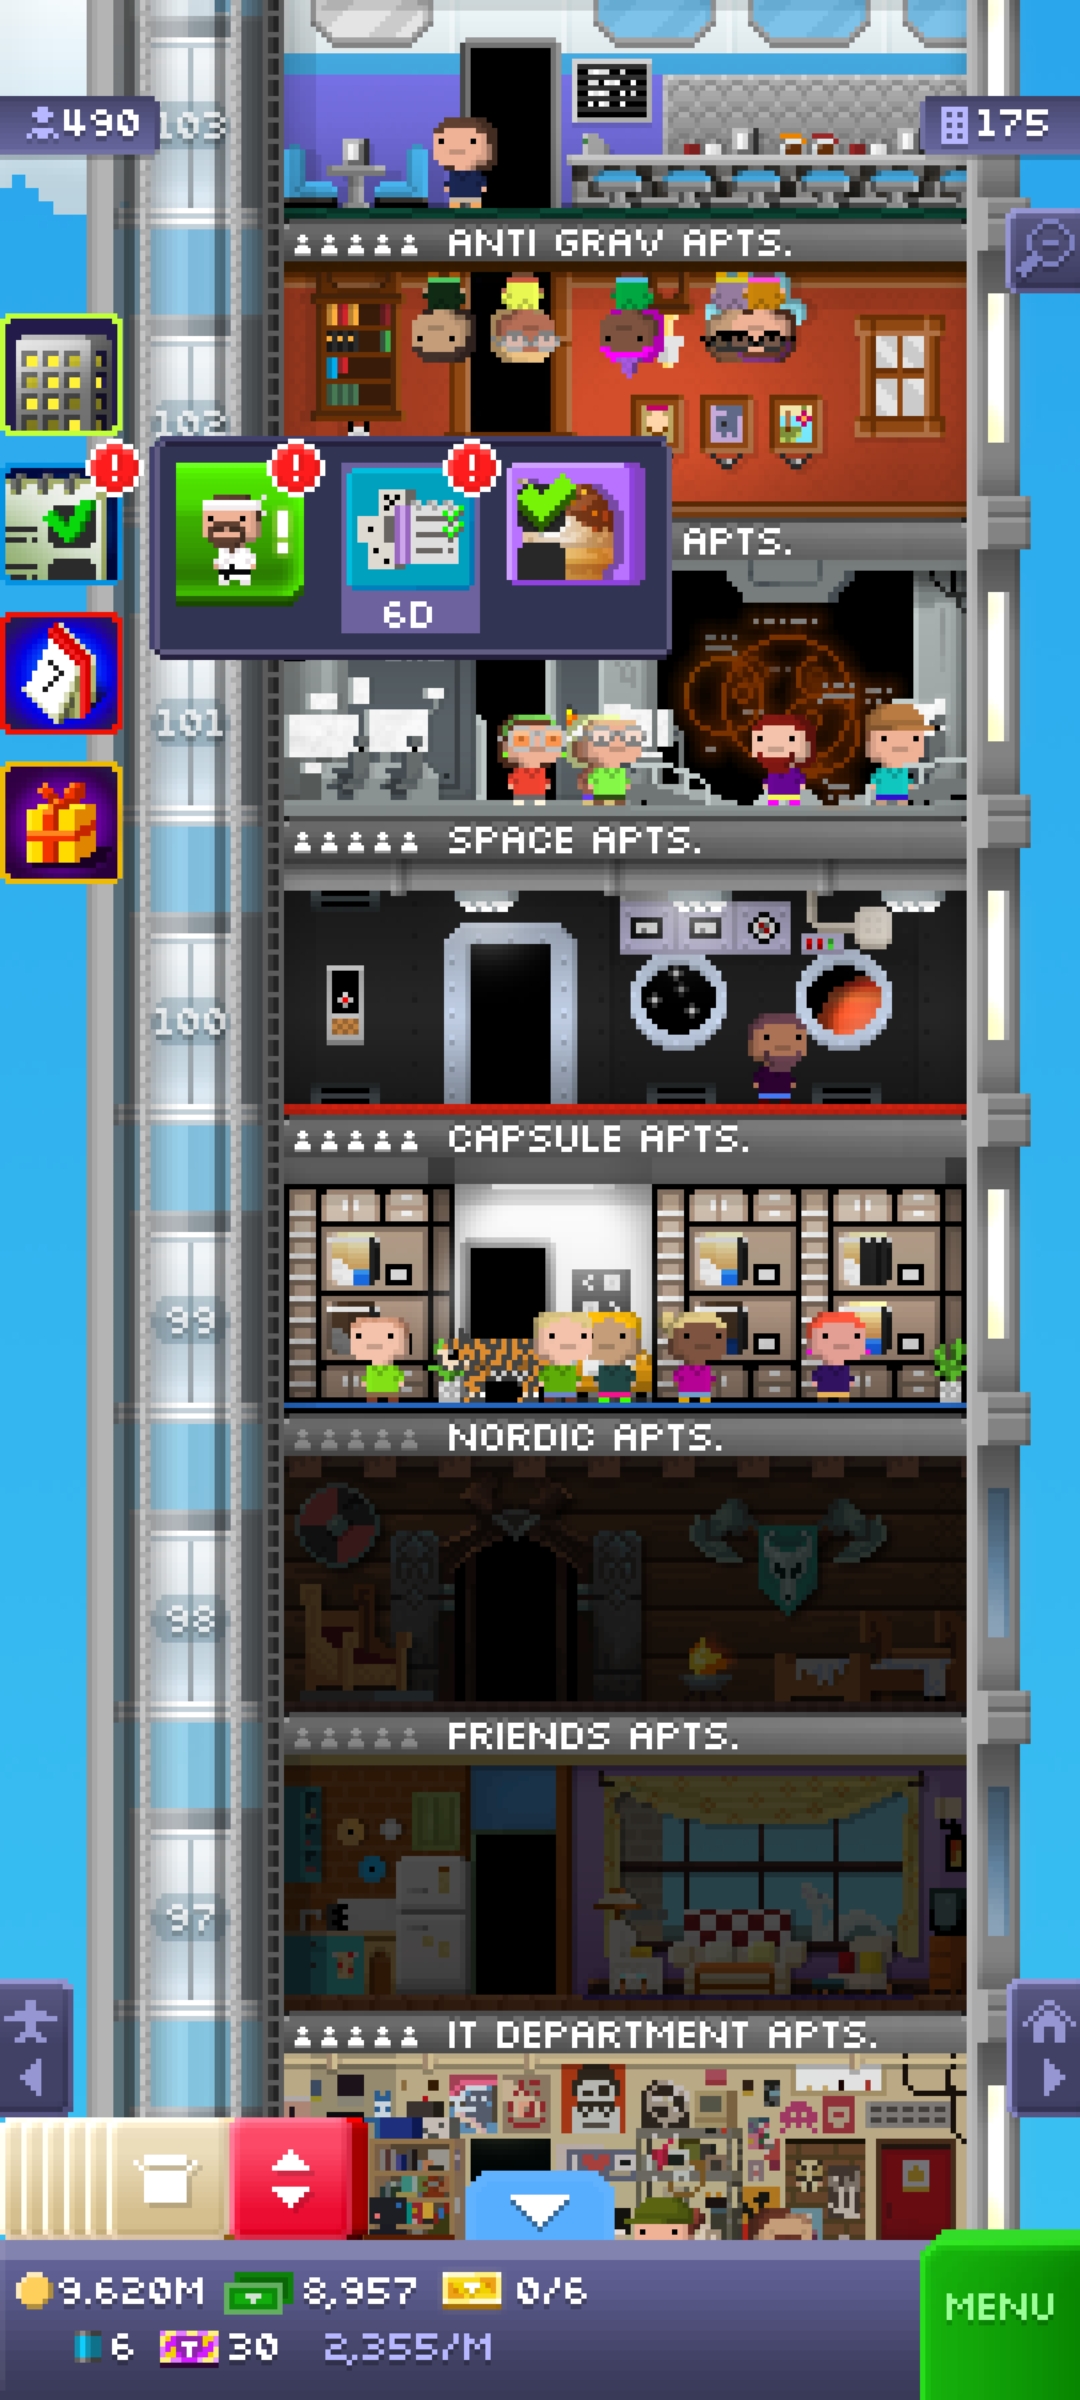 490
103
175
ANTI GRAV APTS.
102
!
!
!
!
APTS.
6D
101
SPACE APTS.
100
CAPSULE APTS.
99
NORDIC APTS.
98
FRIENDS APTS.
97
IT DEPARTMENT APTS.
9.620M 8,957 0/6
MENU
6 T 30 2,355/M